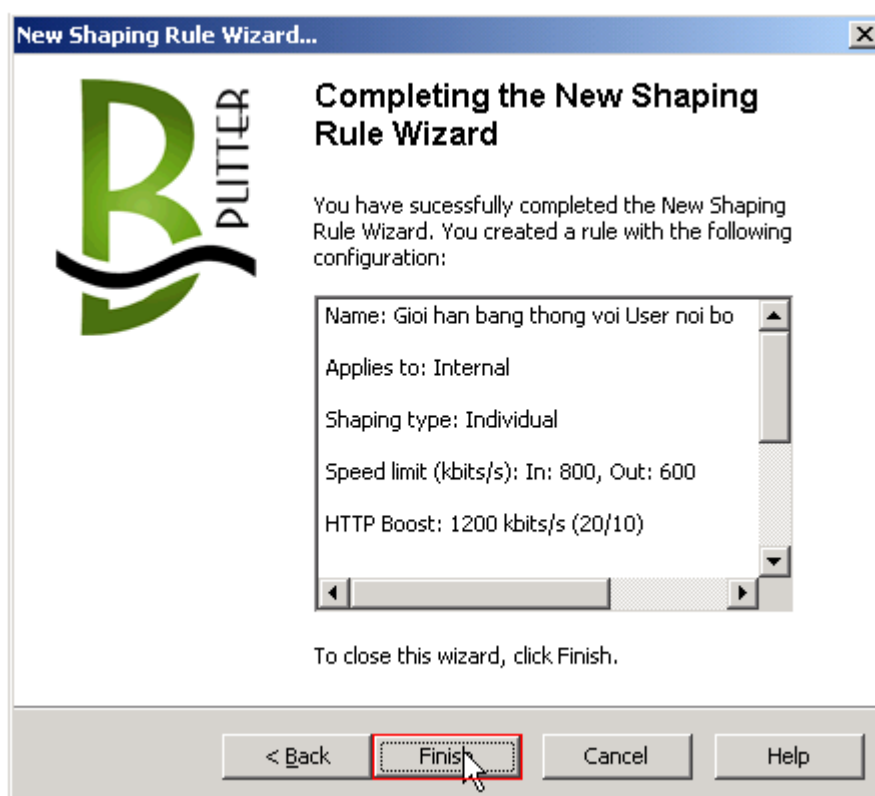 New Shaping Rule Wizard...
B PLITTER
Completing the New Shaping
Rule Wizard
You have sucessfully completed the New Shaping
Rule Wizard. You created a rule with the following
configuration:
Name: Gioi han bang thong voi User noi bo
Applies to: Internal
Shaping type: Individual
Speed limit (kbits/s): In: 800, Out: 600
HTTP Boost: 1200 kbits/s (20/10)
To close this wizard, click Finish.
< Back
Finish
Cancel
Help